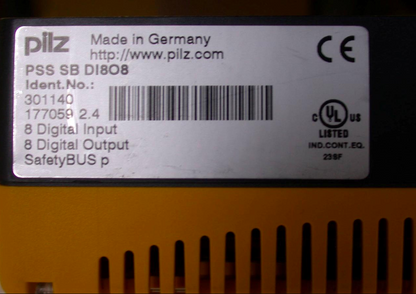 pilz
Made in Germany
http://www.pilz.com
CE
PSS SB DI8O8
Ident.No.:
301140
177059 2.4
8 Digital Input
8 Digital Output
SafetyBUS p
C UL US
LISTED
IND.CONT.EQ.